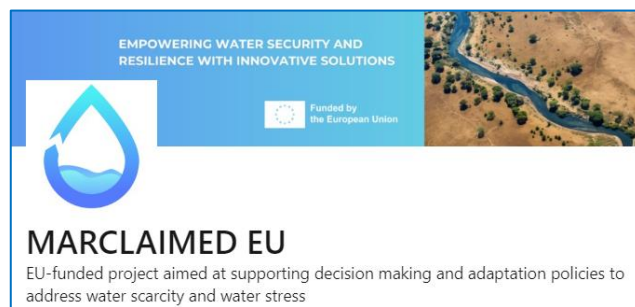 EMPOWERING WATER SECURITY AND
RESILIENCE WITH INNOVATIVE SOLUTIONS
Funded by
the European Union
MARCLAIMED EU
EU-funded project aimed at supporting decision making and adaptation policies to
address water scarcity and water stress